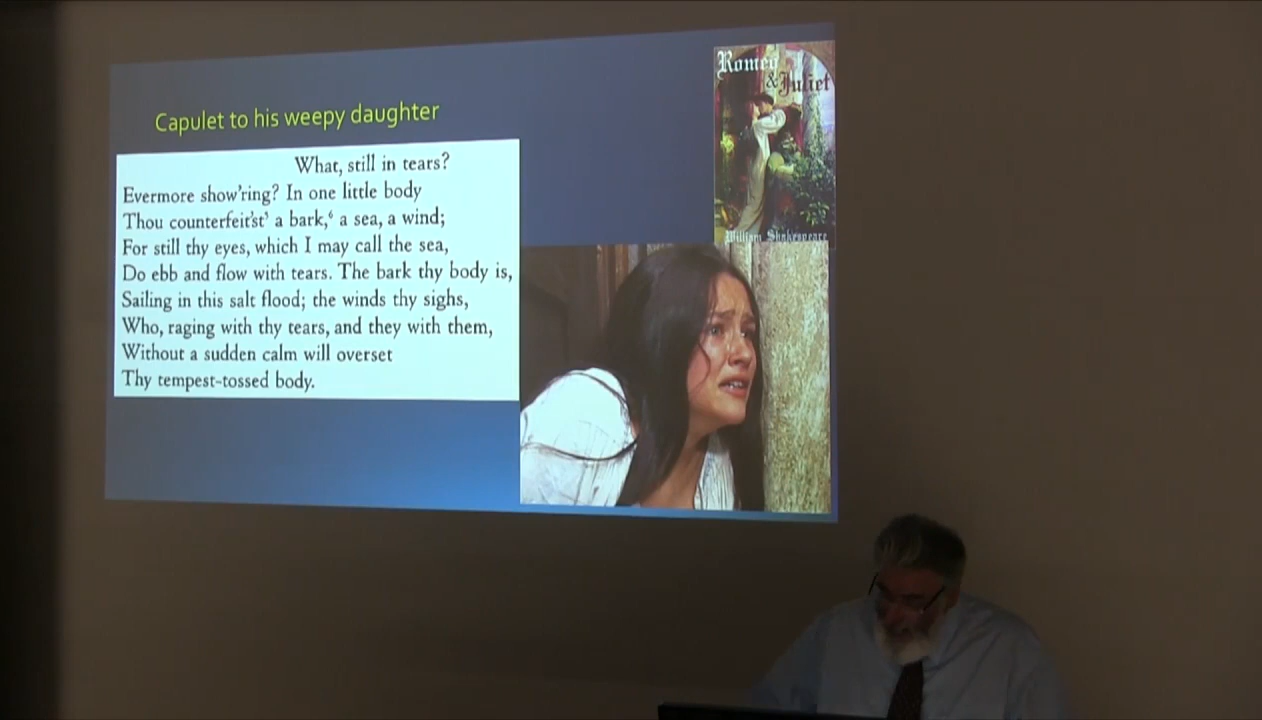 Romeo
& Juliet
Capulet to his weepy daughter
What, still in tears?
Evermore show'ring? In one little body
Thou counterfeit'st⁵ a bark,⁶ a sea, a wind;
For still thy eyes, which I may call the sea,
Do ebb and flow with tears. The bark thy body is,
Sailing in this salt flood; the winds thy sighs,
Who, raging with thy tears, and they with them,
Without a sudden calm will overset
Thy tempest-tossed body.
William Shakespeare